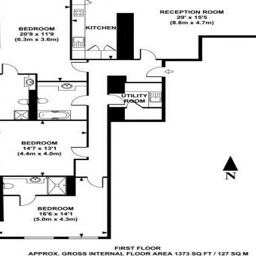 RECEPTION ROOM
29' x 15'5
(8.8m x 4.7m)
KITCHEN
BEDROOM
20'8 x 11'9
(6.3m x 3.6m)
UTILITY
ROOM
BEDROOM
14'7 x 13'1
(4.4m x 4.0m)
BEDROOM
16'6 x 14'1
(5.0m x 4.3m)
N
FIRST FLOOR
APPROX. GROSS INTERNAL FLOOR AREA 1373 SQ FT / 127 SQ M